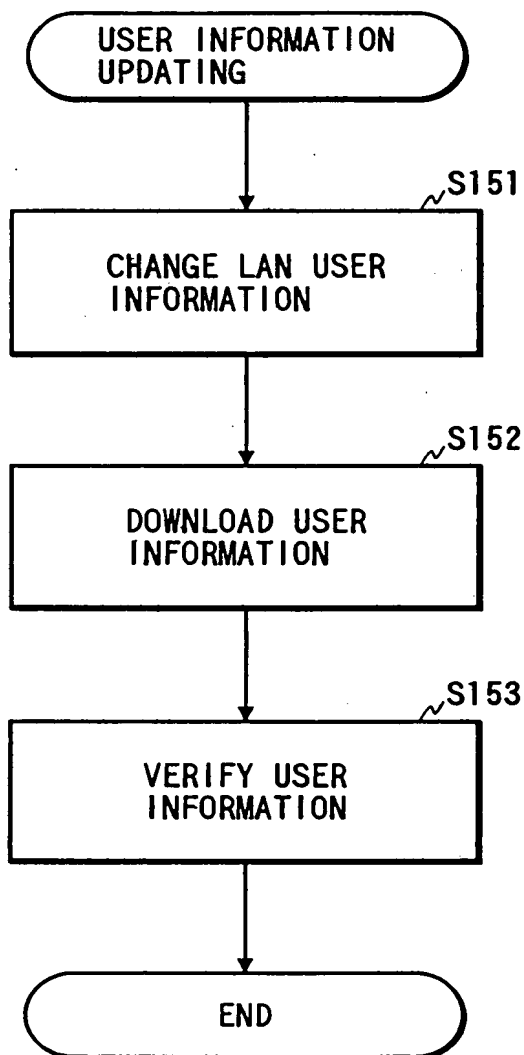 USER INFORMATION
UPDATING
S151
CHANGE LAN USER
INFORMATION
S152
DOWNLOAD USER
INFORMATION
S153
VERIFY USER
INFORMATION
END